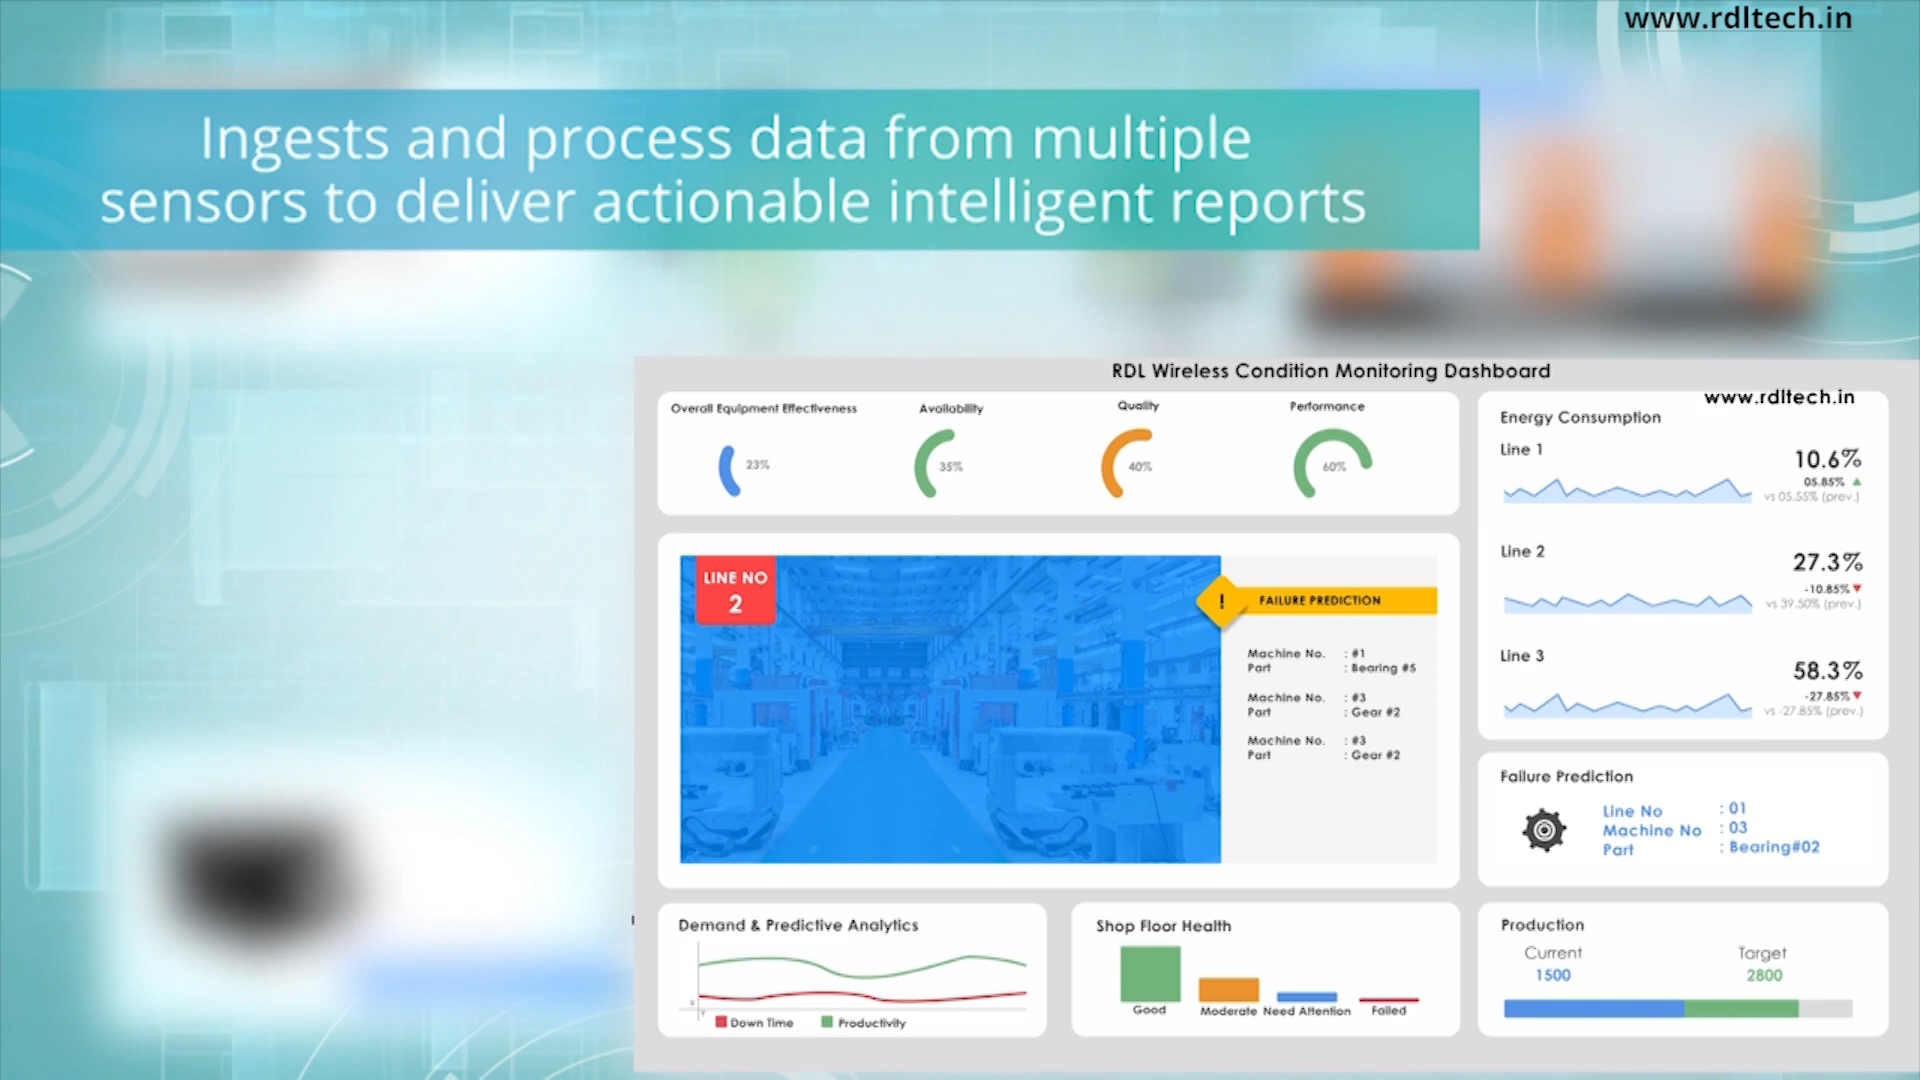 www.rdltech.in
Ingests and process data from multiple
sensors to deliver actionable intelligent reports
RDL Wireless Condition Monitoring Dashboard
www.rdltech.in
Overall Equipment Effectiveness
23%
Availability
35%
Quality
40%
Performance
60%
Energy Consumption
Line 1
10.6%
05.85%
vs 05.55% (prev.)
Line 2
27.3%
-10.85%
vs 39.50% (prev.)
Line 3
58.3%
-27.85%
vs -27.85% (prev.)
LINE NO
2
!
FAILURE PREDICTION
Machine No. : #1
Part : Bearing #5
Machine No. : #3
Part : Gear #2
Machine No. : #3
Part : Gear #2
Failure Prediction
Line No : 01
Machine No : 03
Part : Bearing#02
Demand & Predictive Analytics
X
Y
Down Time Productivity
Shop Floor Health
Good Moderate Need Attention Failed
Production
Current Target
1500 2800